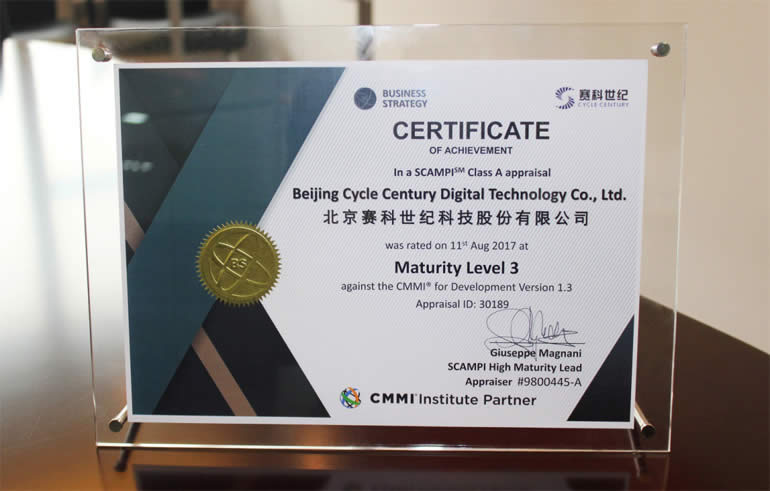 BUSINESS
STRATEGY
赛科世纪
CYCLE CENTURY
CERTIFICATE
OF ACHIEVEMENT
In a SCAMPI℠ Class A appraisal
Beijing Cycle Century Digital Technology Co., Ltd.
北京赛科世纪科技股份有限公司
was rated on 11st Aug 2017 at
Maturity Level 3
against the CMMI® for Development Version 1.3
Appraisal ID: 30189
BS
Giuseppe Magnani
SCAMPI High Maturity Lead
Appraiser #9800445-A
CMMI Institute Partner